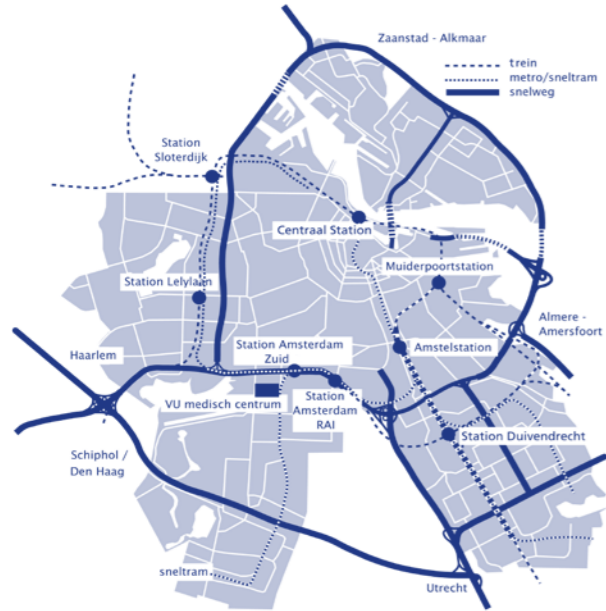 Zaanstad - Alkmaar
trein
metro/sneltram
snelweg
Station
Sloterdijk
Centraal Station
Muiderpoortstation
Station Lelylaan
Almere -
Amersfoort
Station Amsterdam
Zuid
Amstelstation
Haarlem
VU medisch centrum
Station
Amsterdam
RAI
Station Duivendrecht
Schiphol /
Den Haag
sneltram
Utrecht